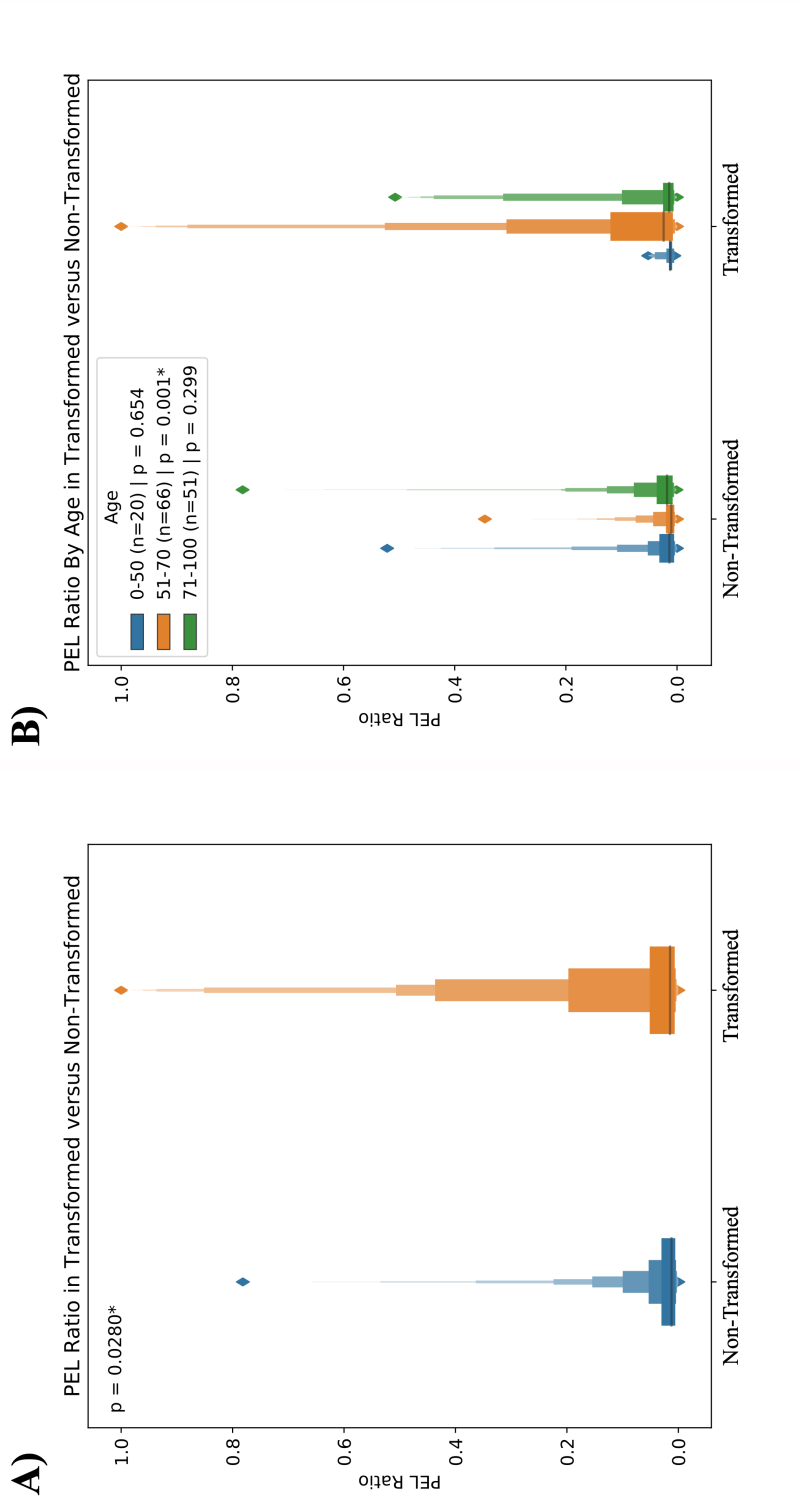 A)
PEL Ratio in Transformed versus Non-Transformed
p = 0.0280*
1.0
0.8
0.6
0.4
0.2
0.0
PEL Ratio
Non-Transformed
Transformed
B)
PEL Ratio By Age in Transformed versus Non-Transformed
Age
0-50 (n=20) | p = 0.654
51-70 (n=66) | p = 0.001*
71-100 (n=51) | p = 0.299
1.0
0.8
0.6
0.4
0.2
0.0
PEL Ratio
Non-Transformed
Transformed